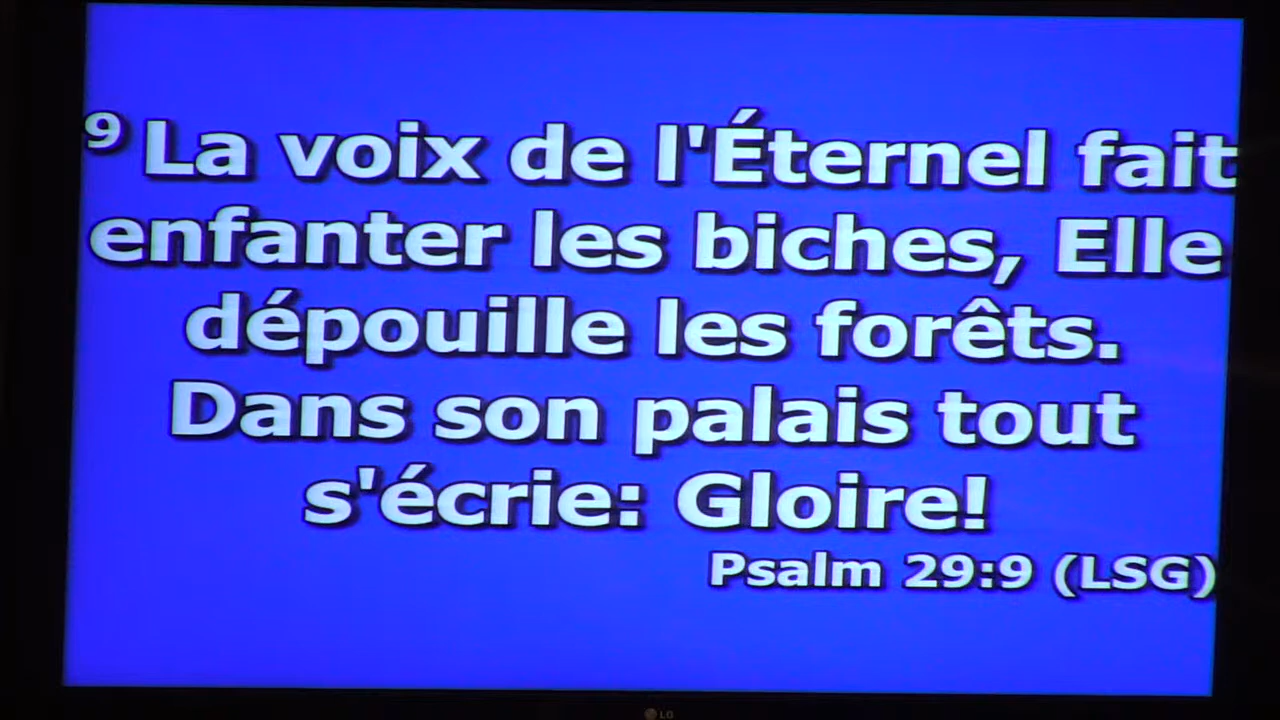 9 La voix de l'Éternel fait
enfanter les biches, Elle
dépouille les forêts.
Dans son palais tout
s'écrie: Gloire!
Psalm 29:9 (LSG)
LG